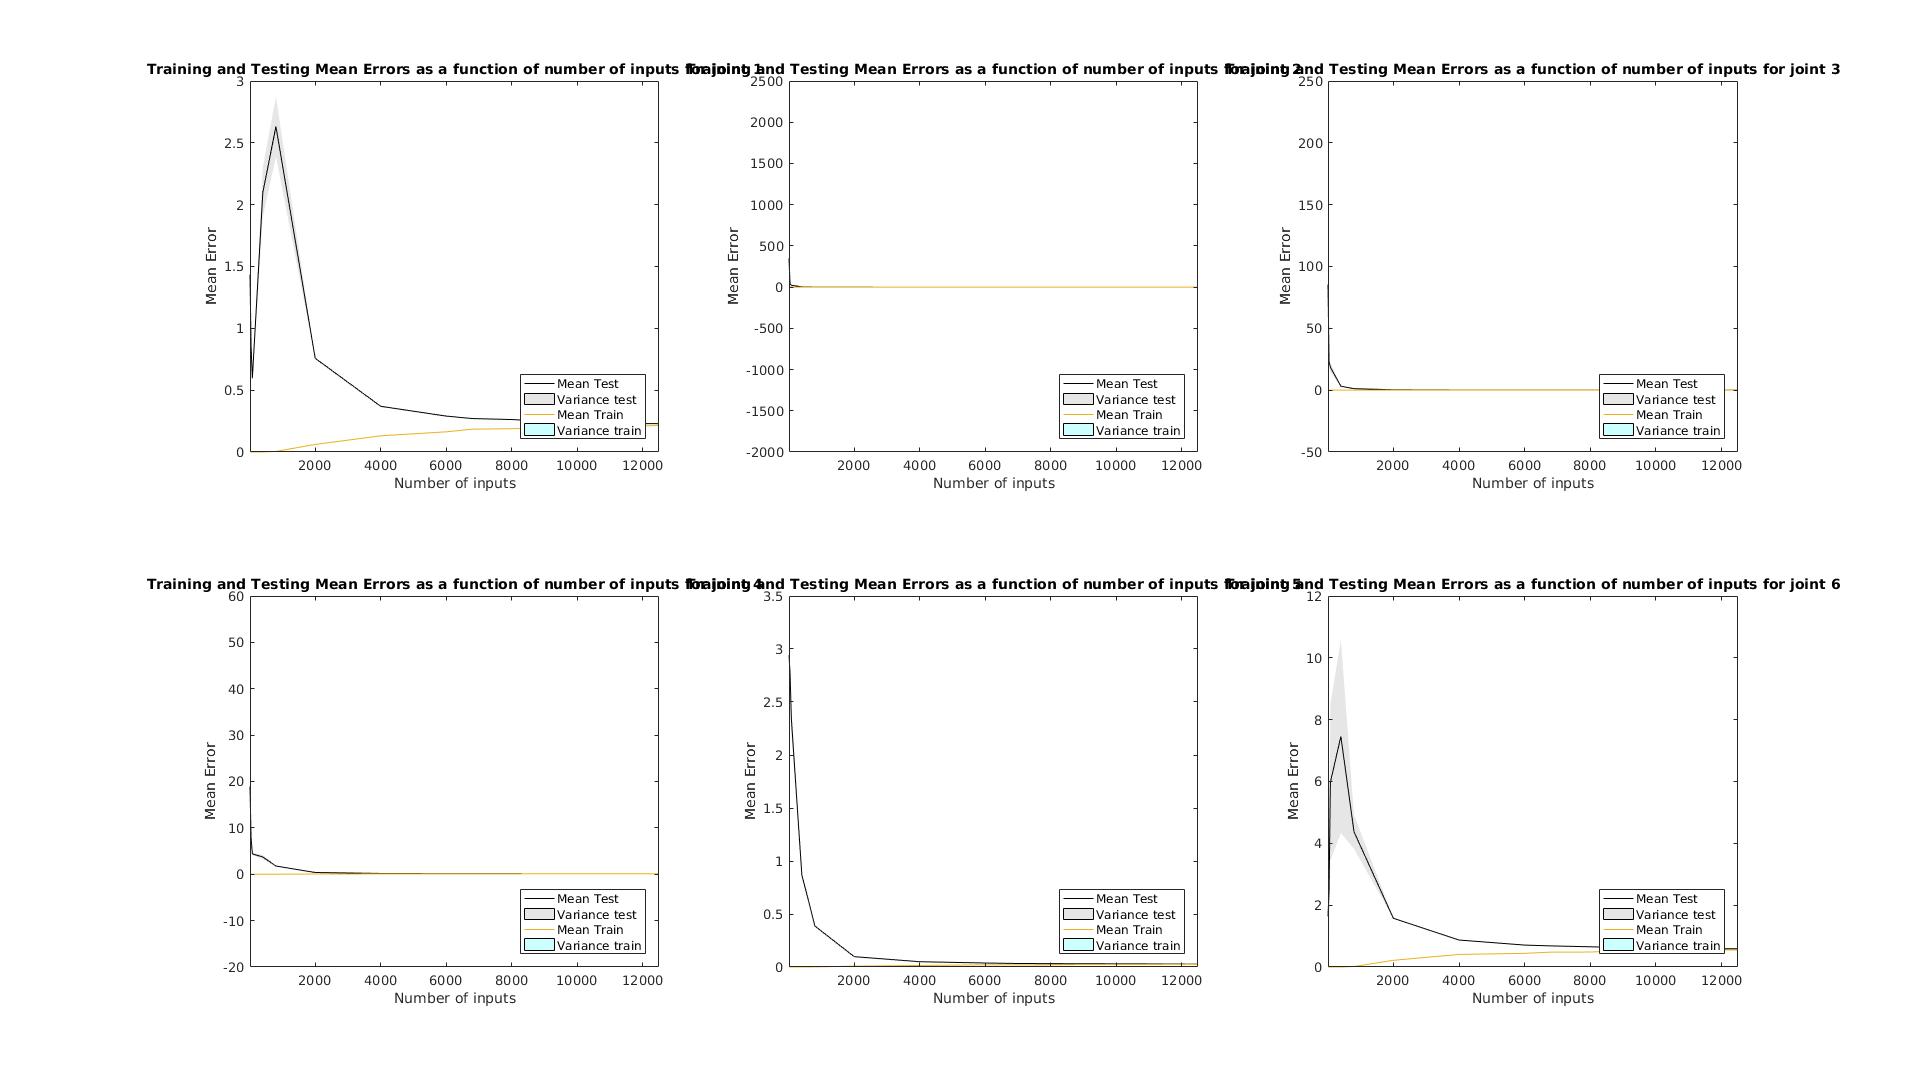 Training and Testing Mean Errors as a function of number of inputs for joint 1
3
2.5
2
1.5
1
0.5
0
Mean Error
2000 4000 6000 8000 10000 12000
Number of inputs
Mean Test
Variance test
Mean Train
Variance train
Training and Testing Mean Errors as a function of number of inputs for joint 2
2500
2000
1500
1000
500
0
-500
-1000
-1500
-2000
Mean Error
2000 4000 6000 8000 10000 12000
Number of inputs
Mean Test
Variance test
Mean Train
Variance train
Training and Testing Mean Errors as a function of number of inputs for joint 3
250
200
150
100
50
0
-50
Mean Error
2000 4000 6000 8000 10000 12000
Number of inputs
Mean Test
Variance test
Mean Train
Variance train
Training and Testing Mean Errors as a function of number of inputs for joint 4
60
50
40
30
20
10
0
-10
-20
Mean Error
2000 4000 6000 8000 10000 12000
Number of inputs
Mean Test
Variance test
Mean Train
Variance train
Training and Testing Mean Errors as a function of number of inputs for joint 5
3.5
3
2.5
2
1.5
1
0.5
0
Mean Error
2000 4000 6000 8000 10000 12000
Number of inputs
Mean Test
Variance test
Mean Train
Variance train
Training and Testing Mean Errors as a function of number of inputs for joint 6
12
10
8
6
4
2
0
Mean Error
2000 4000 6000 8000 10000 12000
Number of inputs
Mean Test
Variance test
Mean Train
Variance train